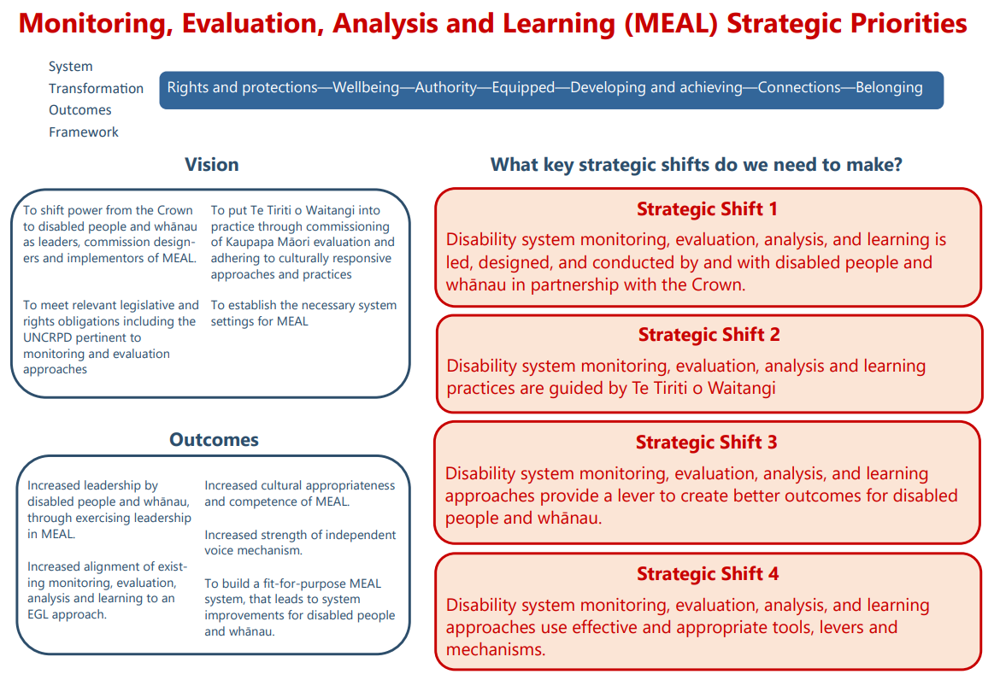 Monitoring, Evaluation, Analysis and Learning (MEAL) Strategic Priorities
System
Transformation
Outcomes
Framework
Rights and protections—Wellbeing—Authority—Equipped—Developing and achieving—Connections—Belonging
Vision
To shift power from the Crown
to disabled people and whānau
as leaders, commission design-
ers and implementors of MEAL.
To meet relevant legislative and
rights obligations including the
UNCRPD pertinent to
monitoring and evaluation
approaches
To put Te Tiriti o Waitangi into
practice through commissioning
of Kaupapa Māori evaluation and
adhering to culturally responsive
approaches and practices
To establish the necessary system
settings for MEAL
Outcomes
Increased leadership by
disabled people and whānau,
through exercising leadership
in MEAL.
Increased alignment of exist-
ing monitoring, evaluation,
analysis and learning to an
EGL approach.
Increased cultural appropriateness
and competence of MEAL.
Increased strength of independent
voice mechanism.
To build a fit-for-purpose MEAL
system, that leads to system
improvements for disabled people
and whānau.
What key strategic shifts do we need to make?
Strategic Shift 1
Disability system monitoring, evaluation, analysis, and learning is
led, designed, and conducted by and with disabled people and
whānau in partnership with the Crown.
Strategic Shift 2
Disability system monitoring, evaluation, analysis and learning
practices are guided by Te Tiriti o Waitangi
Strategic Shift 3
Disability system monitoring, evaluation, analysis, and learning
approaches provide a lever to create better outcomes for disabled
people and whānau.
Strategic Shift 4
Disability system monitoring, evaluation, analysis, and learning
approaches use effective and appropriate tools, levers and
mechanisms.